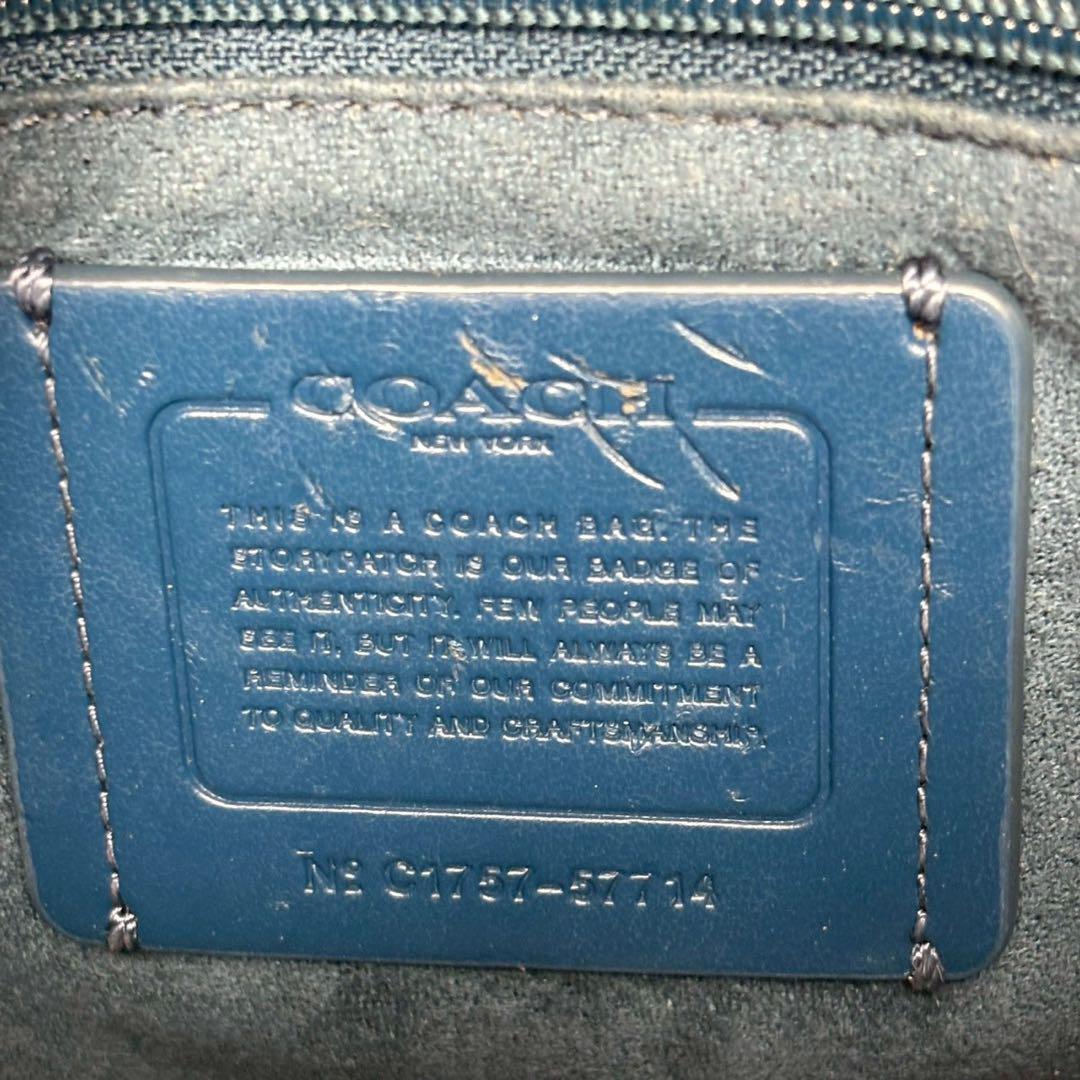 COACH
NEW YORK
THIS IS A COACH BAG. THE
STORYPATCH IS OUR BADGE OF
AUTHENTICITY. FEW PEOPLE MAY
SEE IT, BUT IT WILL ALWAYS BE A
REMINDER OF OUR COMMITMENT
TO QUALITY AND CRAFTSMANSHIP.
Nº C1757-57714